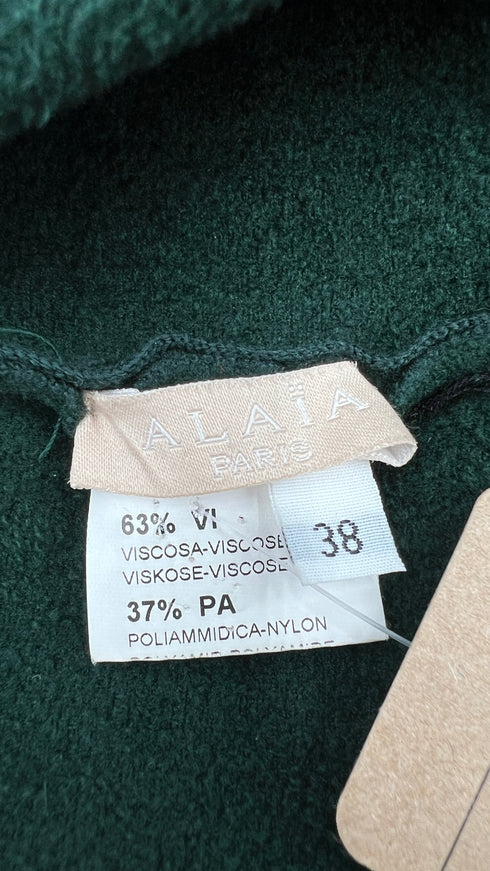 ALAÏA
PARIS
63% VI
VISCOSA-VISCOSE
VISKOSE-VISCOSE
38
37% PA
POLIAMMIDICA-NYLON